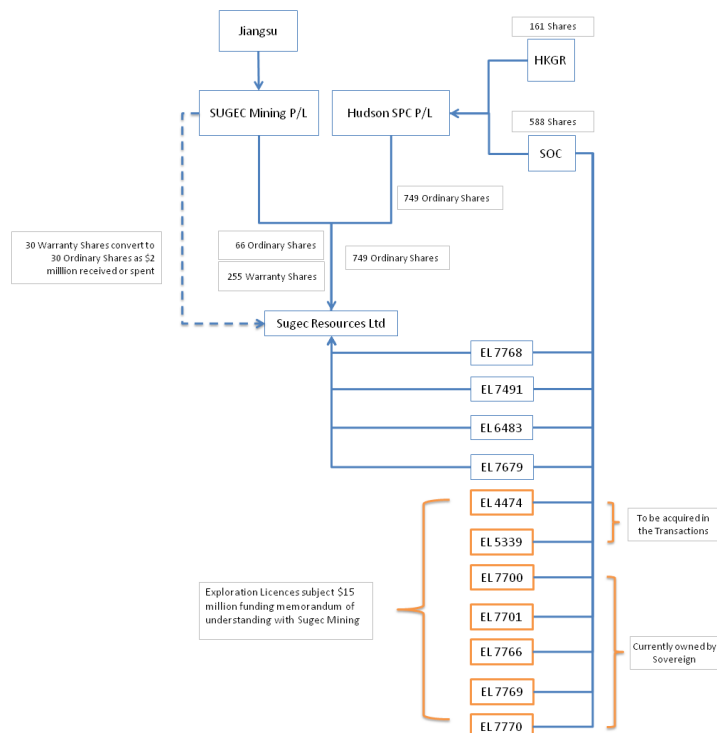 161 Shares
Jiangsu
HKGR
SUGEC Mining P/L
Hudson SPC P/L
588 Shares
SOC
749 Ordinary Shares
30 Warranty Shares convert to
30 Ordinary Shares as $2
milllion received or spent
66 Ordinary Shares
749 Ordinary Shares
255 Warranty Shares
Sugec Resources Ltd
EL 7768
EL 7491
EL 6483
EL 7679
EL 4474
To be acquired in
the Transactions
EL 5339
EL 7700
Exploration Licences subject $15
million funding memorandum of
understanding with Sugec Mining
EL 7701
EL 7766
Currently owned by
Sovereign
EL 7769
EL 7770